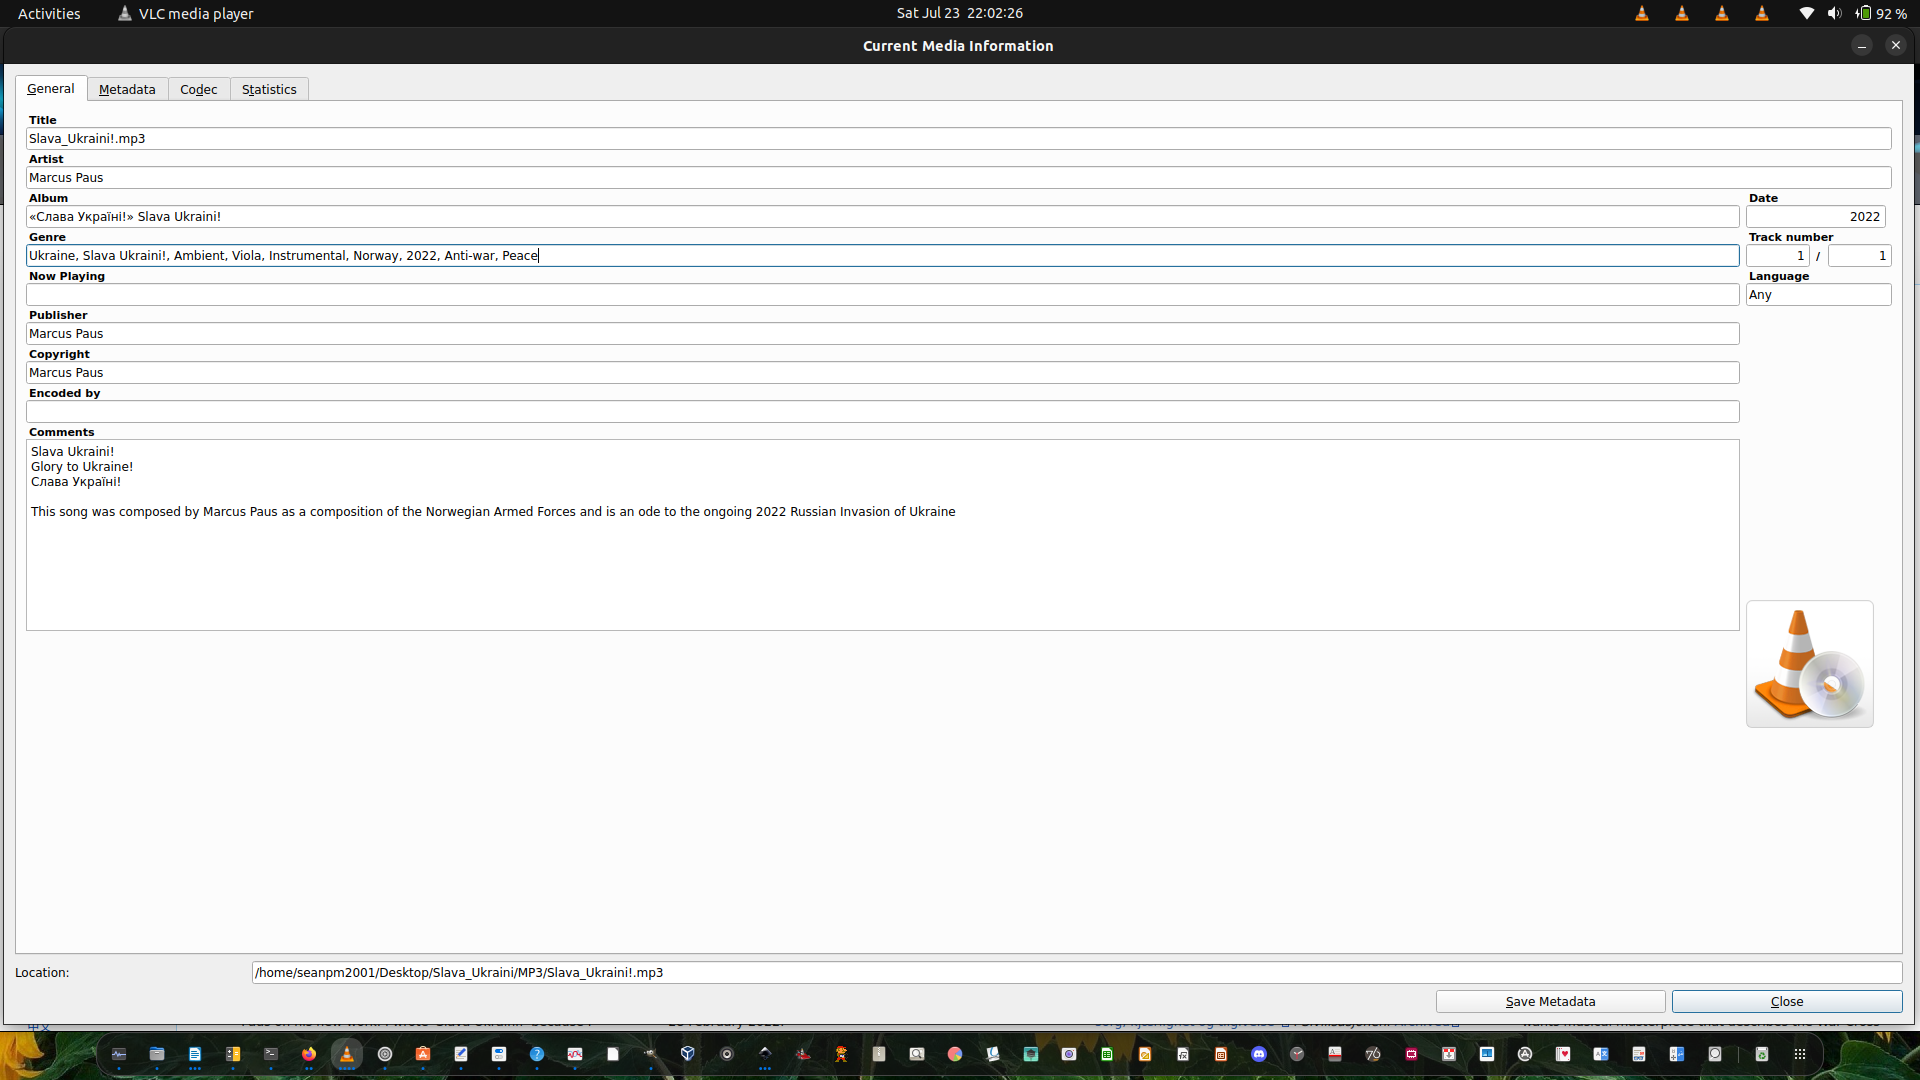 Activities VLC media player Sat Jul 23 22:02:26 92 %
Current Media Information
General Metadata Codec Statistics
Title
Slava_Ukraini!.mp3
Artist
Marcus Paus
Album Date
«Слава Україні!» Slava Ukraini! 2022
Genre Track number
Ukraine, Slava Ukraini!, Ambient, Viola, Instrumental, Norway, 2022, Anti-war, Peace 1 / 1
Now Playing Language
Any
Publisher
Marcus Paus
Copyright
Marcus Paus
Encoded by
Comments
Slava Ukraini!
Glory to Ukraine!
Слава Україні!
This song was composed by Marcus Paus as a composition of the Norwegian Armed Forces and is an ode to the ongoing 2022 Russian Invasion of Ukraine
Location: /home/seanpm2001/Desktop/Slava_Ukraini/MP3/Slava_Ukraini!.mp3
Save Metadata Close